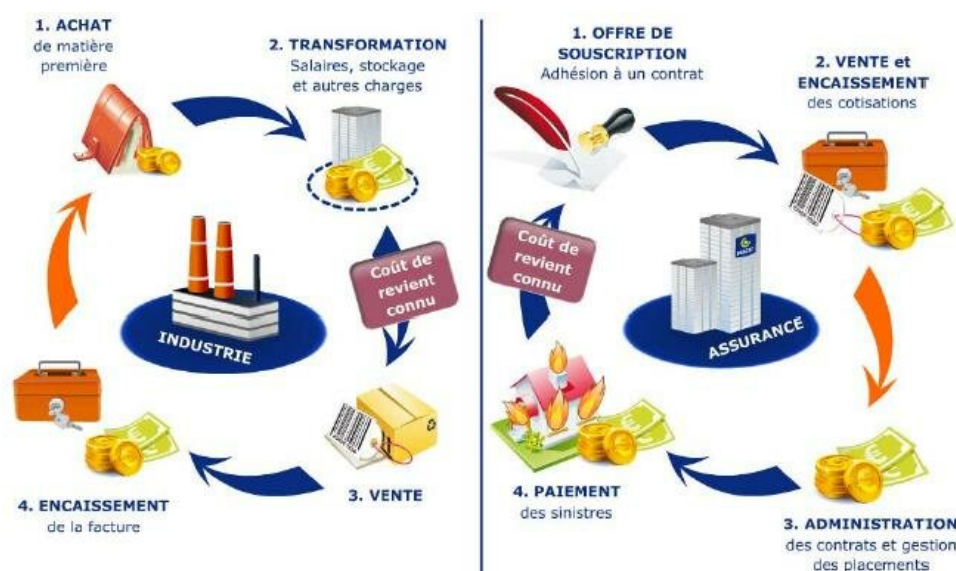 1. ACHAT
de matière
première
2. TRANSFORMATION
Salaires, stockage
et autres charges
Coût de
revient
connu
INDUSTRIE
3. VENTE
4. ENCAISSEMENT
de la facture
1. OFFRE DE
SOUSCRIPTION
Adhésion à un contrat
2. VENTE et
ENCAISSEMENT
des cotisations
Coût de
revient
connu
ASSURANCE
3. ADMINISTRATION
des contrats et gestion
des placements
4. PAIEMENT
des sinistres